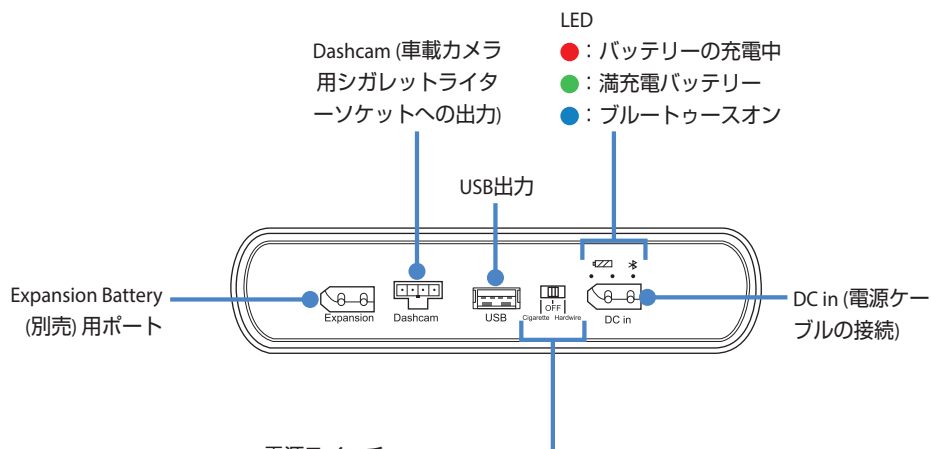 LED
●：バッテリーの充電中
●：満充電バッテリー
●：ブルートゥースオン
Dashcam (車載カメラ
用シガレットライタ
ーソケットへの出力)
USB出力
Expansion Battery
(別売) 用ポート
Expansion
Dashcam
USB
OFF
Cigarette Hardwire
DC in
DC in (電源ケー
ブルの接続)